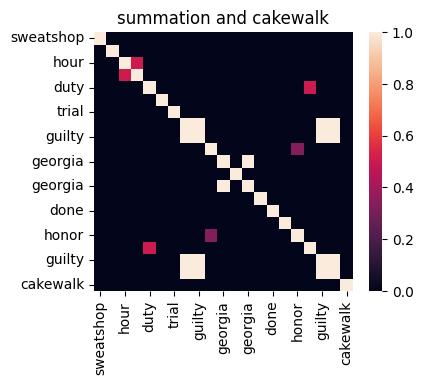 summation and cakewalk
sweatshop
hour
duty
trial
guilty
georgia
georgia
done
honor
guilty
cakewalk
1.0
0.8
0.6
0.4
0.2
0.0
sweatshop
hour
duty
trial
guilty
georgia
georgia
done
honor
guilty
cakewalk